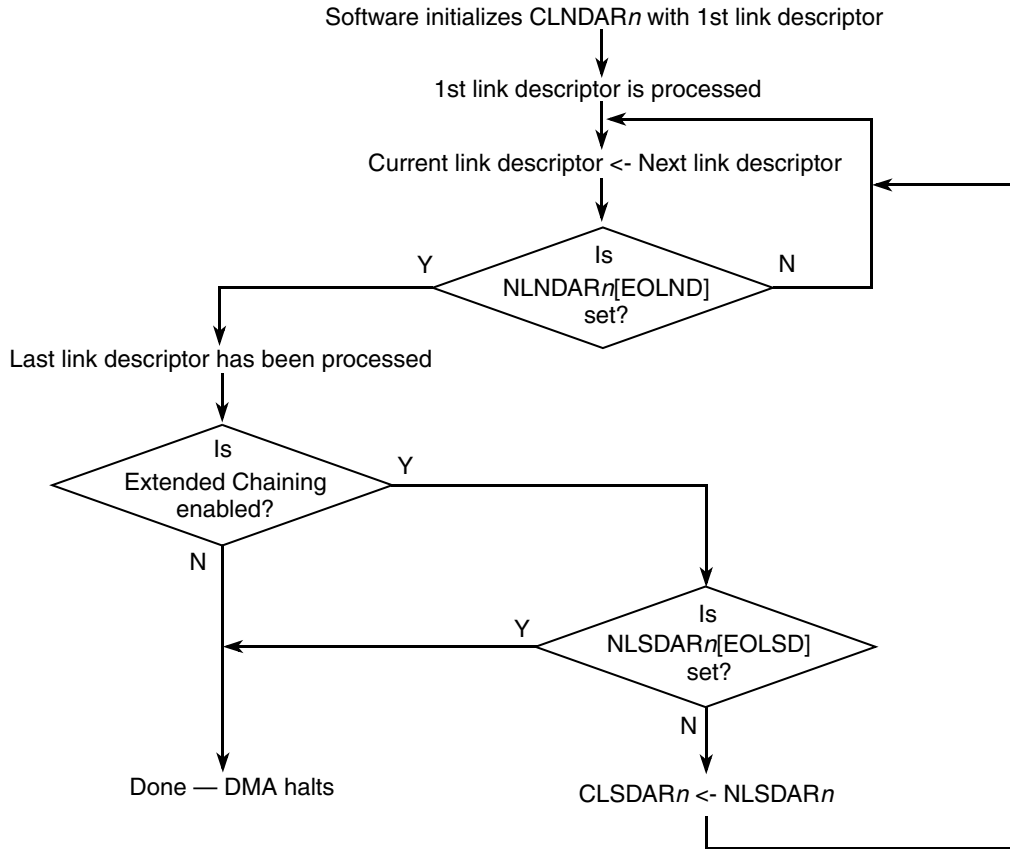 Software initializes CLNDARn with 1st link descriptor
1st link descriptor is processed
Current link descriptor <- Next link descriptor
Is
NLNDARn[EOLND]
set?
Y
N
Last link descriptor has been processed
Is
Extended Chaining
enabled?
Y
N
Is
NLSDARn[EOLSD]
set?
Y
N
Done — DMA halts
CLSDARn <- NLSDARn